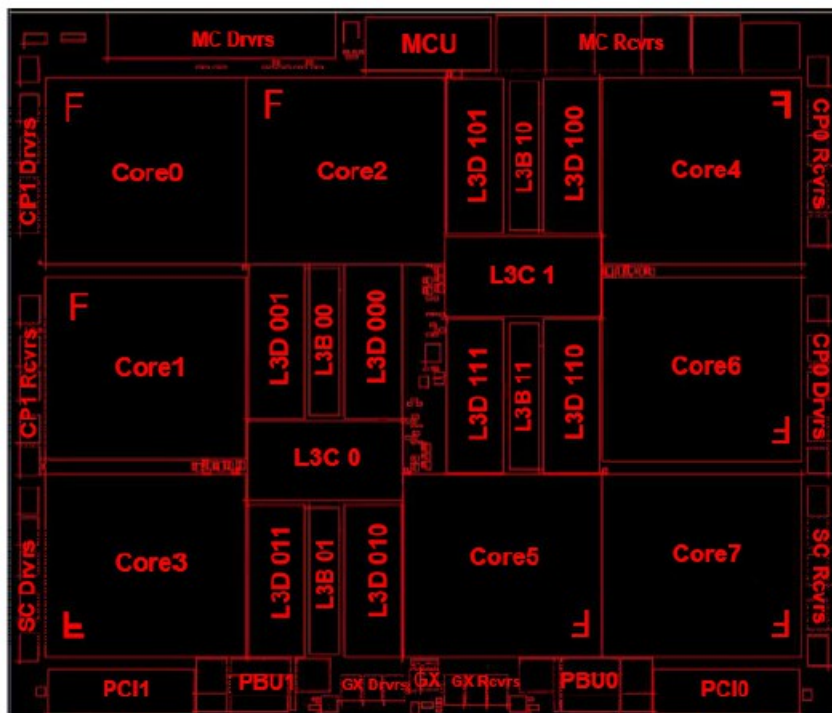 MC Drvrs
MCU
MC Rcvrs
CP1 Drvrs
F
Core0
F
Core2
L3D 101
L3B 10
L3D 100
F
Core4
CP0 Rcvrs
L3C 1
CP1 Rcvrs
F
Core1
L3D 001
L3B 00
L3D 000
L3D 111
L3B 11
L3D 110
Core6
F
CP0 Drvrs
L3C 0
SC Drvrs
Core3
F
L3D 011
L3B 01
L3D 010
Core5
F
Core7
F
SC Rcvrs
PCI1
PBU1
GX Drvrs
GX
GX Rcvrs
PBU0
PCI0